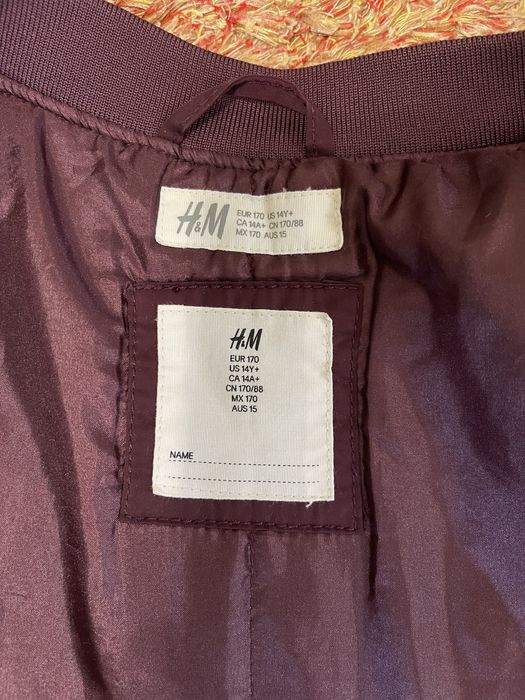 H&M
EUR 170 US 14Y+
CA 14A+ CN 170/88
MX 170 AUS 15
H&M
EUR 170
US 14Y+
CA 14A+
CN 170/88
MX 170
AUS 15
NAME